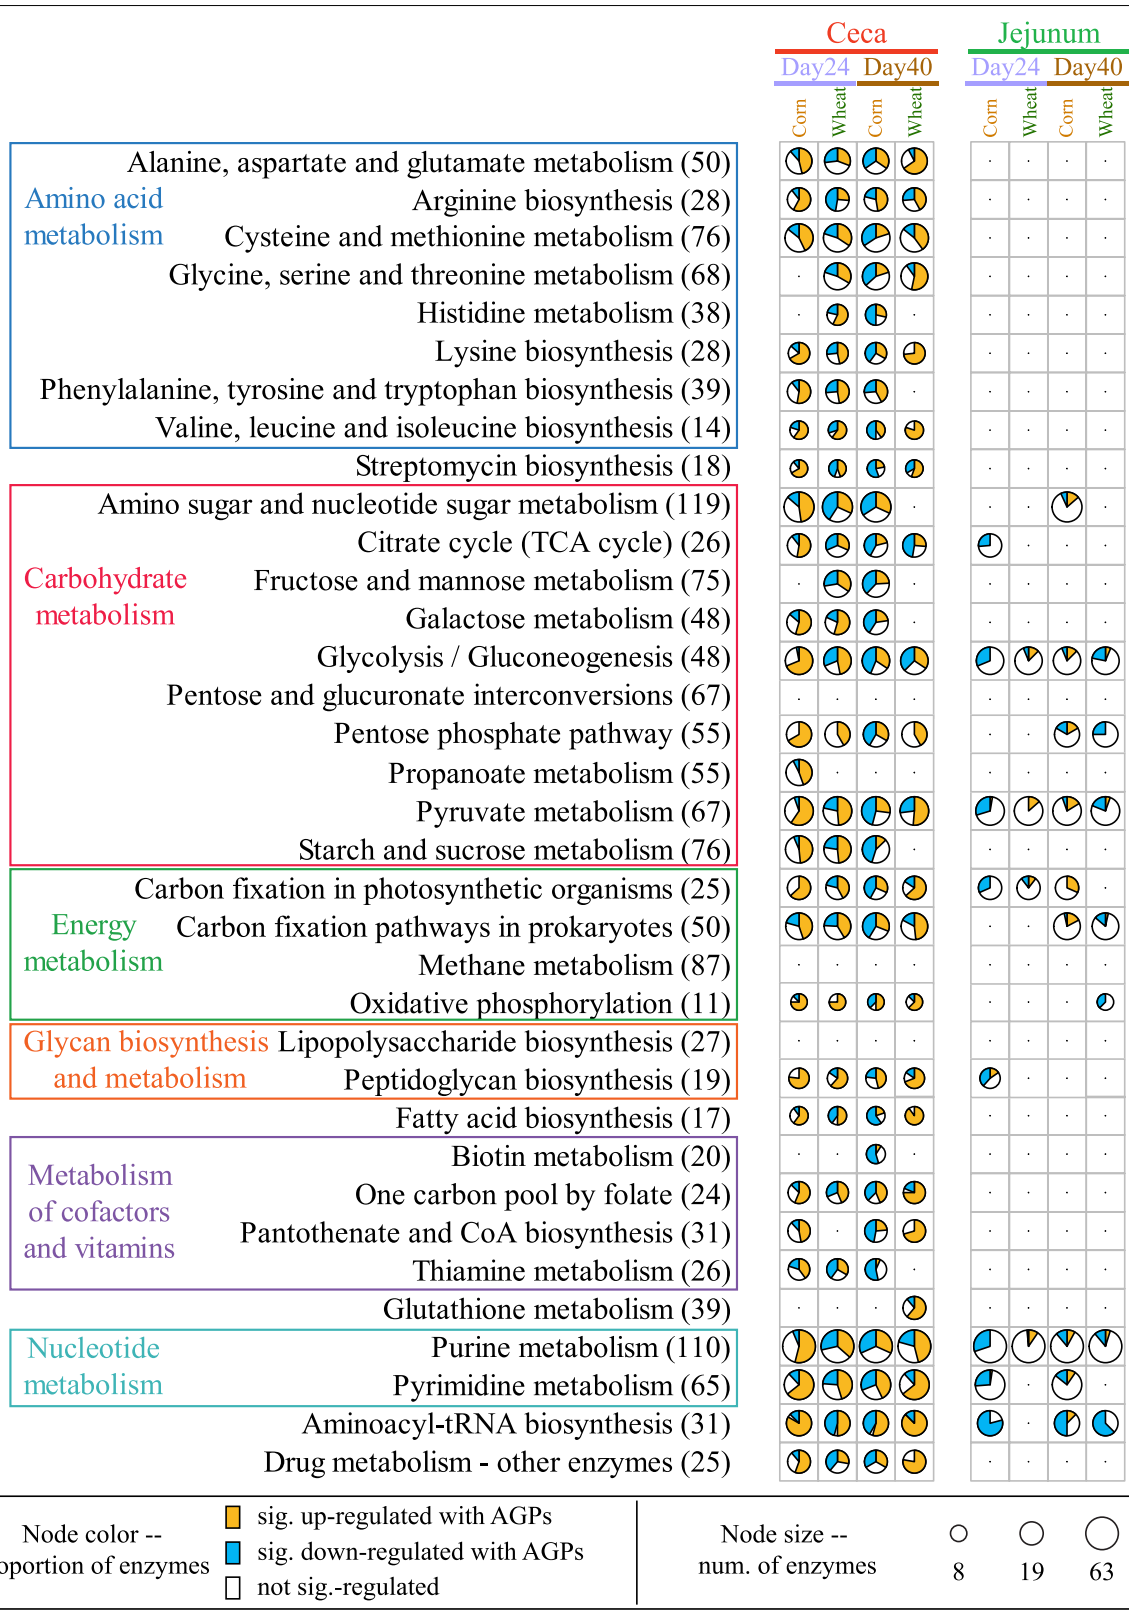 Ceca Jejunum
Day24 Day40 Day24 Day40
Corn Wheat Corn Wheat Corn Wheat Corn Wheat
Alanine, aspartate and glutamate metabolism (50)
Amino acid
metabolism
Arginine biosynthesis (28)
Cysteine and methionine metabolism (76)
Glycine, serine and threonine metabolism (68)
Histidine metabolism (38)
Lysine biosynthesis (28)
Phenylalanine, tyrosine and tryptophan biosynthesis (39)
Valine, leucine and isoleucine biosynthesis (14)
Streptomycin biosynthesis (18)
Carbohydrate
metabolism
Amino sugar and nucleotide sugar metabolism (119)
Citrate cycle (TCA cycle) (26)
Fructose and mannose metabolism (75)
Galactose metabolism (48)
Glycolysis / Gluconeogenesis (48)
Pentose and glucuronate interconversions (67)
Pentose phosphate pathway (55)
Propanoate metabolism (55)
Pyruvate metabolism (67)
Starch and sucrose metabolism (76)
Energy
metabolism
Carbon fixation in photosynthetic organisms (25)
Carbon fixation pathways in prokaryotes (50)
Methane metabolism (87)
Oxidative phosphorylation (11)
Glycan biosynthesis
and metabolism
Lipopolysaccharide biosynthesis (27)
Peptidoglycan biosynthesis (19)
Fatty acid biosynthesis (17)
Metabolism
of cofactors
and vitamins
Biotin metabolism (20)
One carbon pool by folate (24)
Pantothenate and CoA biosynthesis (31)
Thiamine metabolism (26)
Glutathione metabolism (39)
Nucleotide
metabolism
Purine metabolism (110)
Pyrimidine metabolism (65)
Aminoacyl-tRNA biosynthesis (31)
Drug metabolism - other enzymes (25)
Node color --
oportion of enzymes
sig. up-regulated with AGPs
sig. down-regulated with AGPs
not sig.-regulated
Node size --
num. of enzymes
8 19 63